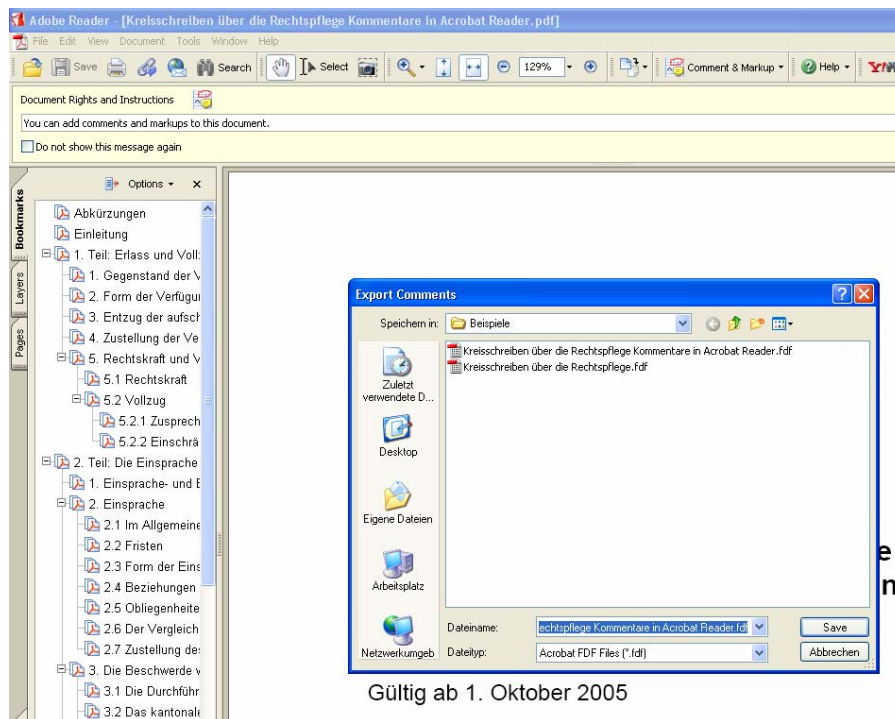 Adobe Reader - [Kreisschreiben über die Rechtspflege Kommentare in Acrobat Reader.pdf]
File Edit View Document Tools Window Help
Save Search Select 129% Comment & Markup Help
Document Rights and Instructions
You can add comments and markups to this document.
Do not show this message again
Bookmarks
Layers
Pages
Options
Abkürzungen
Einleitung
1. Teil: Erlass und Voll
1. Gegenstand der V
2. Form der Verfügu
3. Entzug der aufsch
4. Zustellung der Ve
5. Rechtskraft und V
5.1 Rechtskraft
5.2 Vollzug
5.2.1 Zusprech
5.2.2 Einschrä
2. Teil: Die Einsprache
1. Einsprache- und B
2. Einsprache
2.1 Im Allgemeine
2.2 Fristen
2.3 Form der Eins
2.4 Beziehungen
2.5 Obliegenheite
2.6 Der Vergleich
2.7 Zustellung de
3. Die Beschwerde v
3.1 Die Durchführ
3.2 Das kantonale
Export Comments
Speichern in: Beispiele
Kreisschreiben über die Rechtspflege Kommentare in Acrobat Reader.fdf
Kreisschreiben über die Rechtspflege.fdf
Zuletzt
verwendete D...
Desktop
Eigene Dateien
Arbeitsplatz
Netzwerkumgeb
Dateiname: echtspflege Kommentare in Acrobat Reader.fdf Save
Dateityp: Acrobat FDF Files (*.fdf) Abbrechen
e
n
Gültig ab 1. Oktober 2005